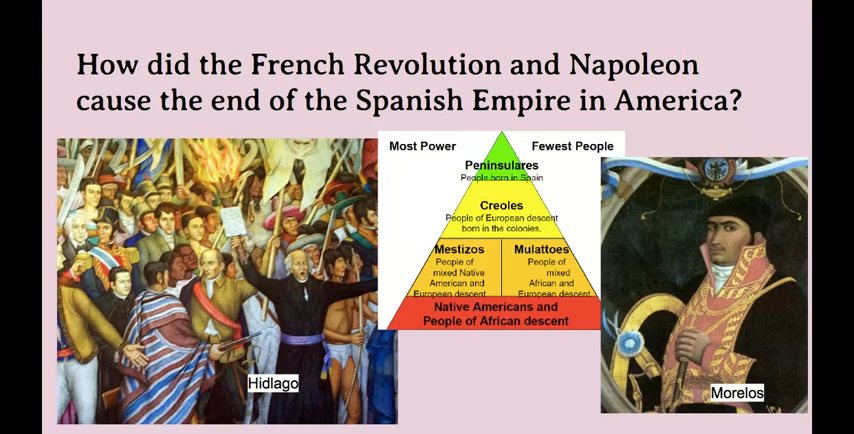 How did the French Revolution and Napoleon
cause the end of the Spanish Empire in America?
Most Power
Fewest People
Peninsulares
People born in Spain
Creoles
People of European descent
born in the colonies.
Mestizos
People of
mixed Native
American and
European descent
Mulattoes
People of
mixed
African and
European descent
Native Americans and
People of African descent
Hidlago
Morelos